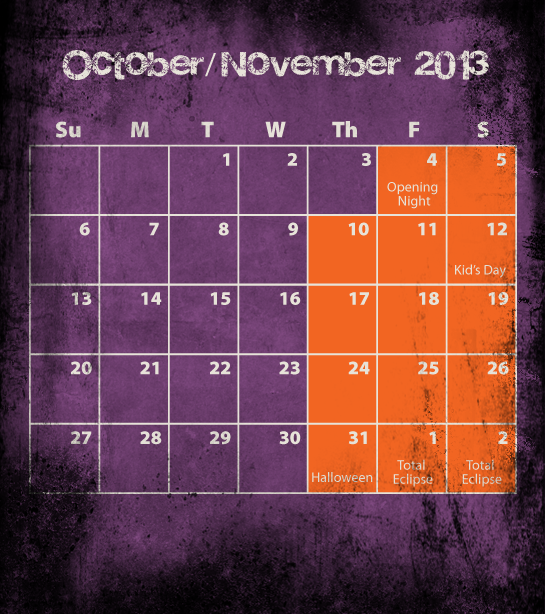 October/November 2013
Su M T W Th F S
1 2 3 4 5
Opening
Night
6 7 8 9 10 11 12
Kid's Day
13 14 15 16 17 18 19
20 21 22 23 24 25 26
27 28 29 30 31 1 2
Halloween Total Total
Eclipse Eclipse